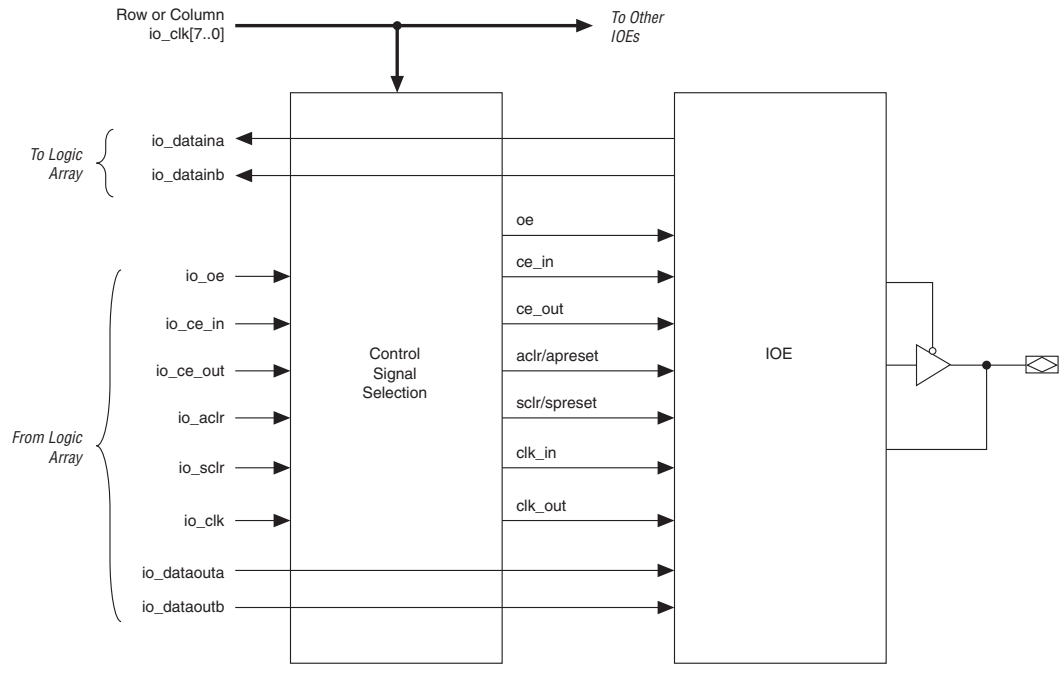 Row or Column
io_clk[7..0]
To Other
IOEs
To Logic
Array
io_dataina
io_datainb
oe
io_oe
ce_in
io_ce_in
ce_out
io_ce_out
aclr/apreset
io_aclr
sclr/spreset
io_sclr
clk_in
io_clk
clk_out
io_dataouta
io_dataoutb
From Logic
Array
Control
Signal
Selection
IOE